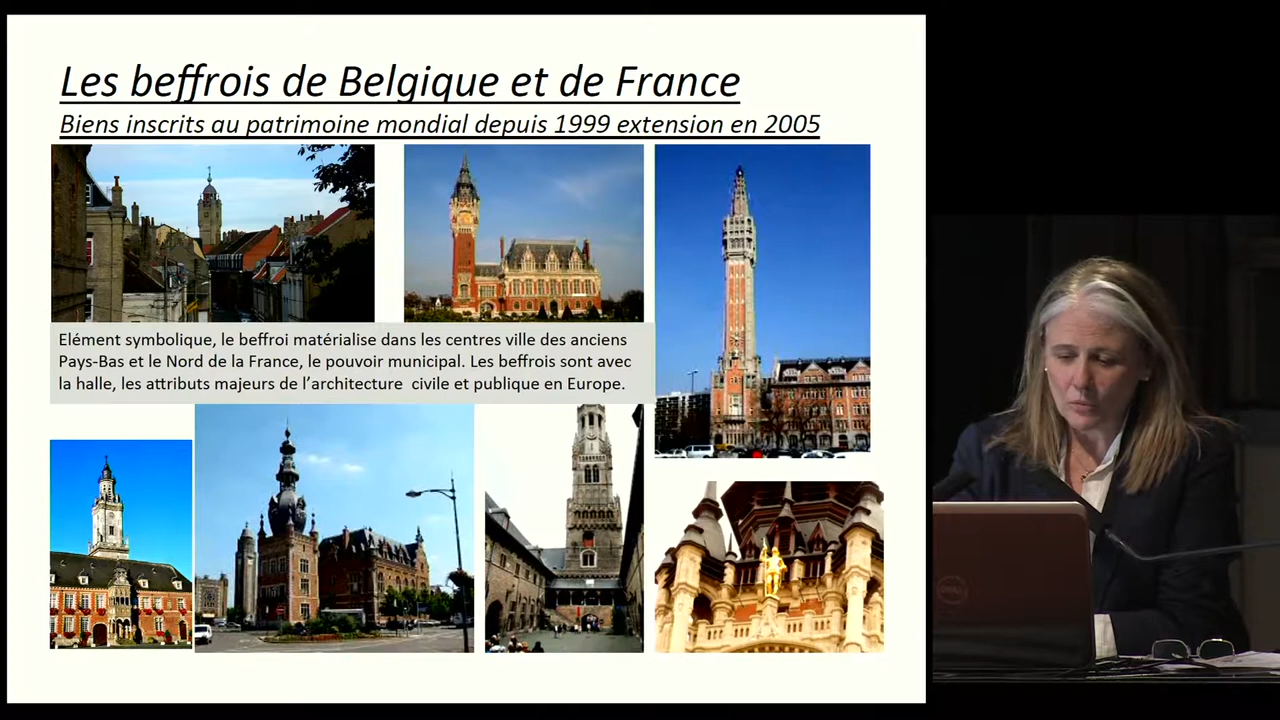 Les beffrois de Belgique et de France
Biens inscrits au patrimoine mondial depuis 1999 extension en 2005
Elément symbolique, le beffroi matérialise dans les centres ville des anciens
Pays-Bas et le Nord de la France, le pouvoir municipal. Les beffrois sont avec
la halle, les attributs majeurs de l'architecture  civile et publique en Europe.
DELL